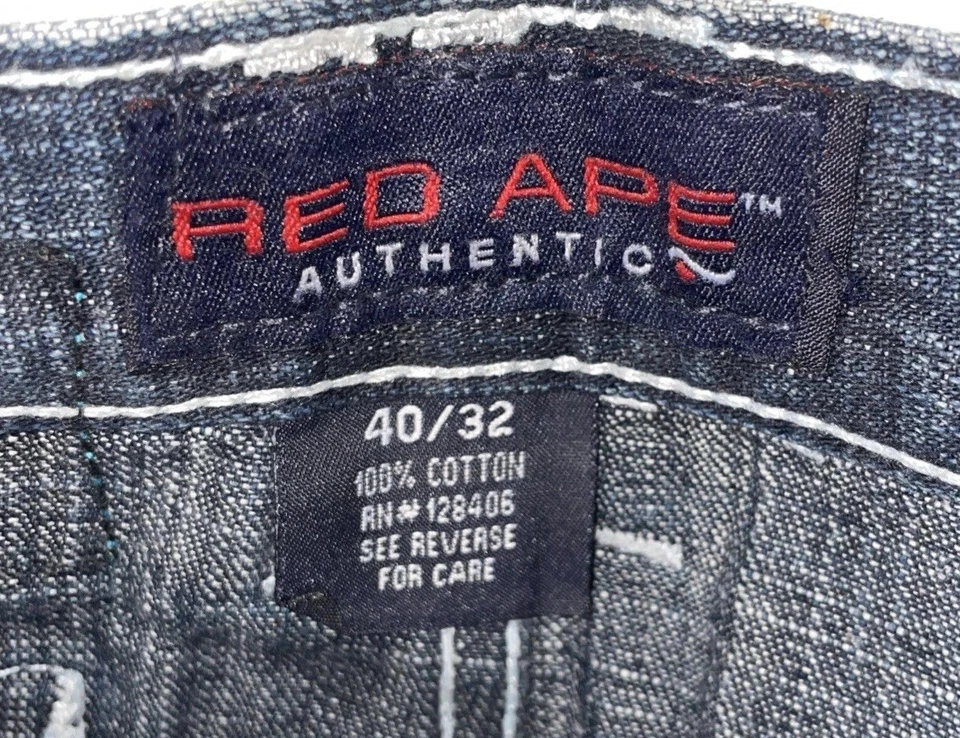 RED APE™
AUTHENTIC
40/32
100% COTTON
RN#128406
SEE REVERSE
FOR CARE